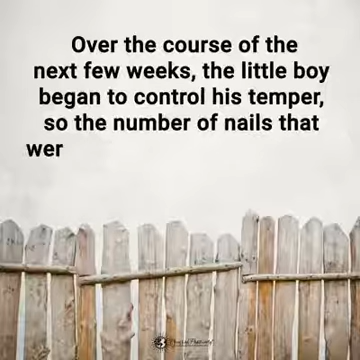 Over the course of the
next few weeks, the little boy
began to control his temper,
so the number of nails that
wer